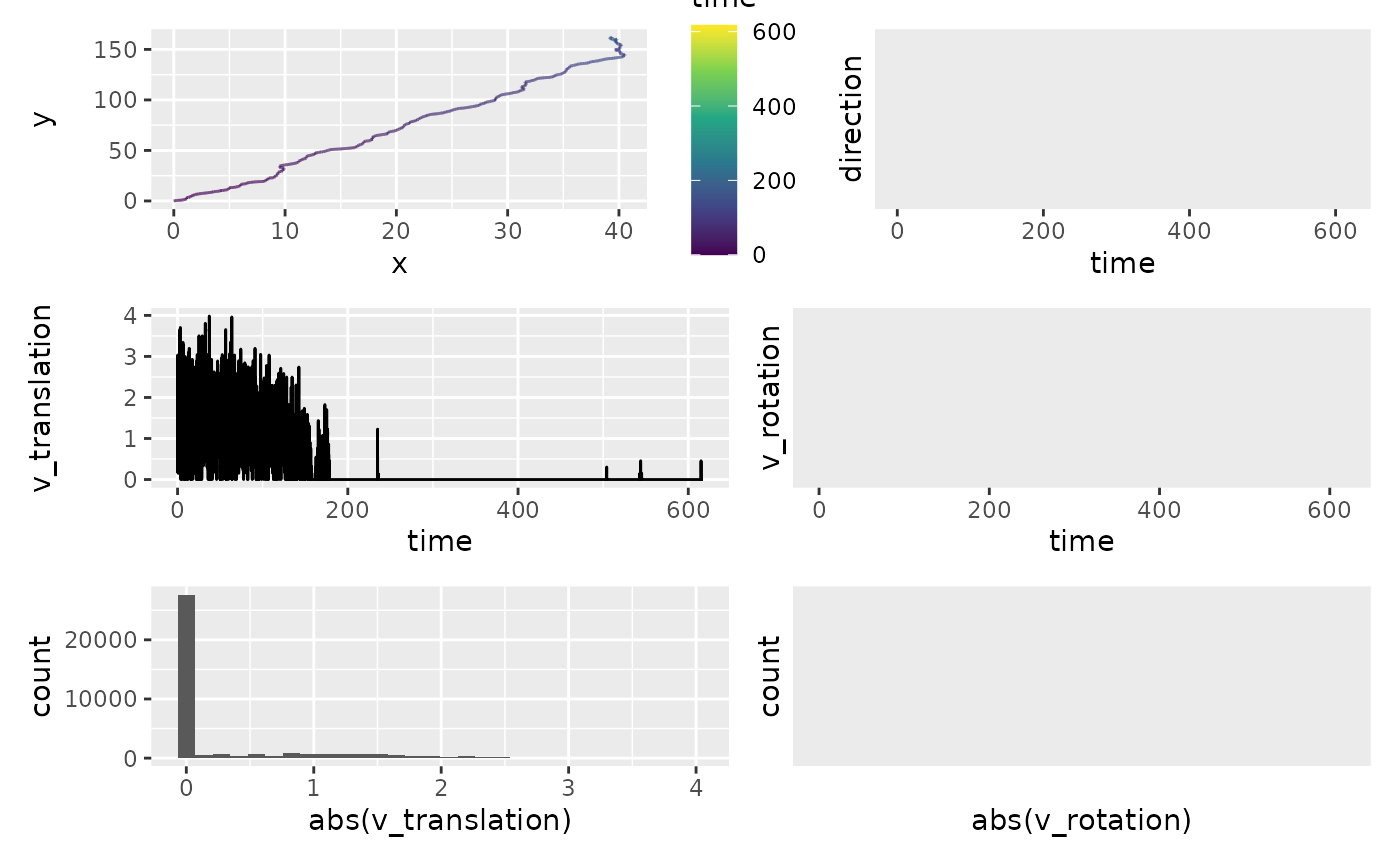 time
y
150
100
50
0
0 10 20 30 40
x
600
400
200
0
direction
0 200 400 600
time
v_translation
4
3
2
1
0
0 200 400 600
time
v_rotation
0 200 400 600
time
count
20000
10000
0
0 1 2 3 4
abs(v_translation)
count
abs(v_rotation)